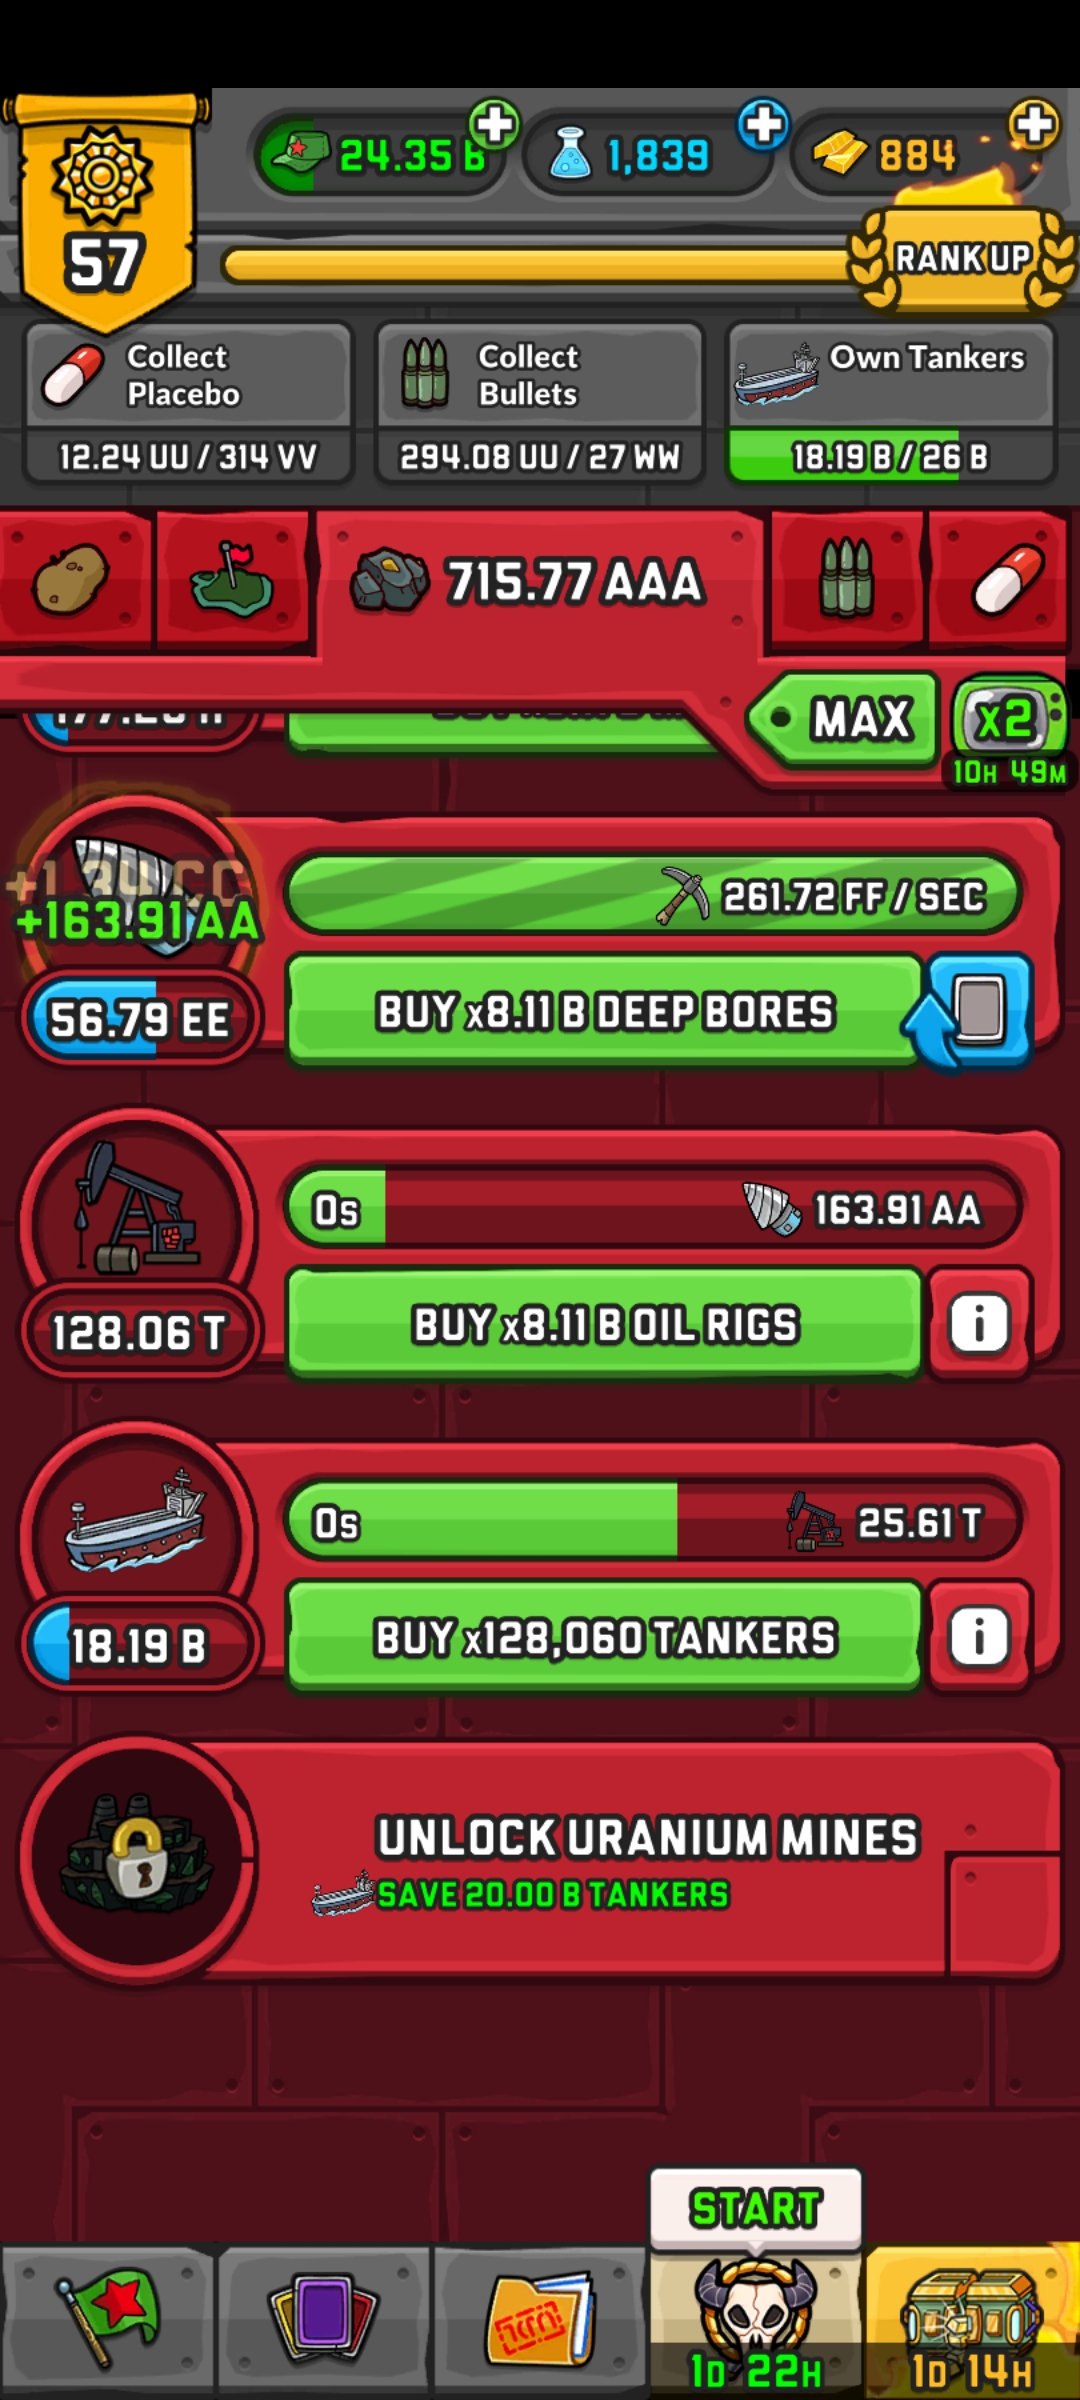 24.35 B
1,839
884
57
RANK UP
Collect
Placebo
12.24 UU / 314 VV
Collect
Bullets
294.08 UU / 27 WW
Own Tankers
18.19 B / 26 B
715.77 AAA
MAX
x2
10H 49M
+163.91 AA
261.72 FF / SEC
56.79 EE
BUY x8.11 B DEEP BORES
0s
163.91 AA
128.06 T
BUY x8.11 B OIL RIGS
i
0s
25.61 T
18.19 B
BUY x128,060 TANKERS
i
UNLOCK URANIUM MINES
SAVE 20.00 B TANKERS
START
1D 22H
1D 14H